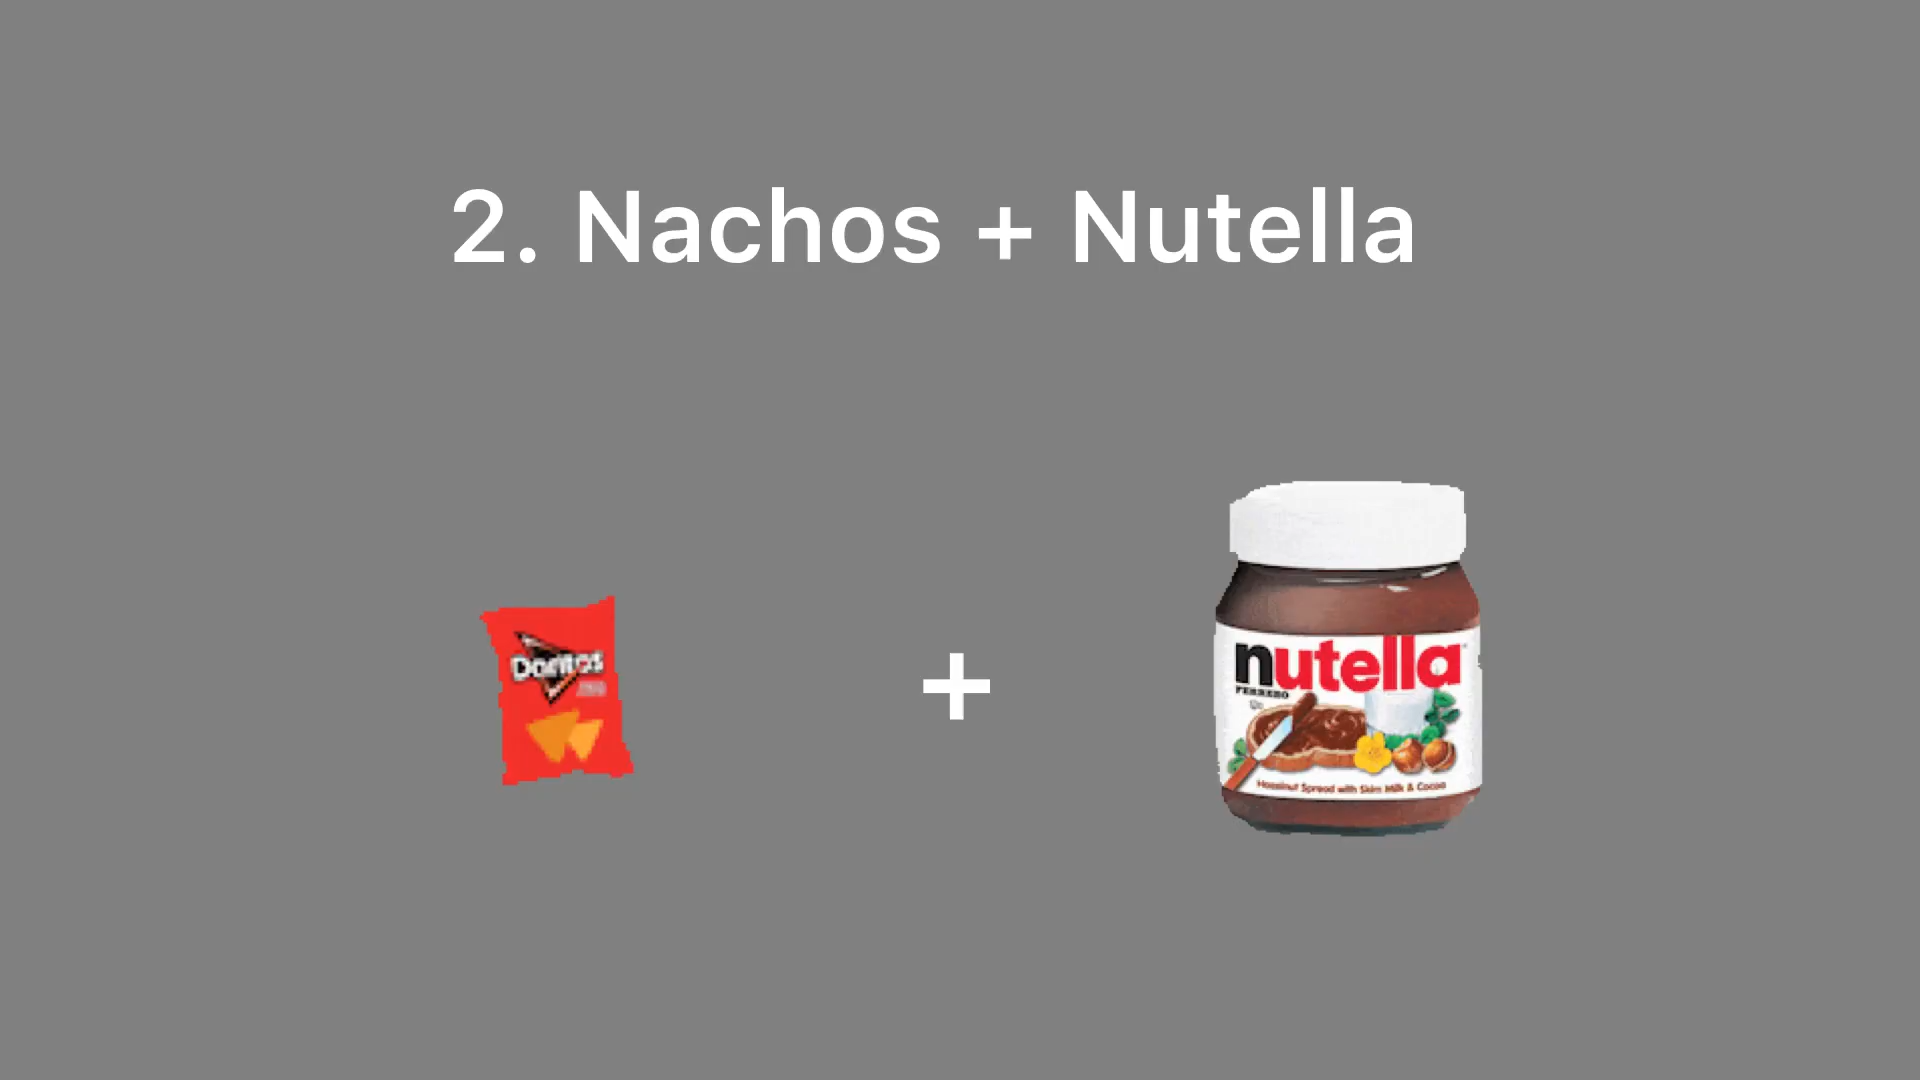 2. Nachos + Nutella
Doritos
+
nutella
FERRERO
Hazelnut Spread with Skim Milk & Cocoa